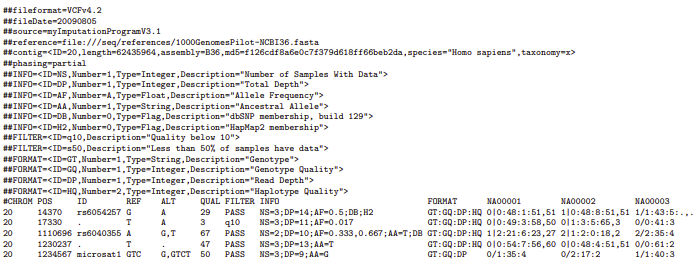 ##fileformat=VCFv4.2
##fileDate=20090805
##source=myImputationProgramV3.1
##reference=file:///seq/references/1000GenomesPilot-NCBI36.fasta
##contig=<ID=20,length=62435964,assembly=B36,md5=f126cdf8a6e0c7f379d618ff66beb2da,species="Homo sapiens",taxonomy=x>
##phasing=partial
##INFO=<ID=NS,Number=1,Type=Integer,Description="Number of Samples With Data">
##INFO=<ID=DP,Number=1,Type=Integer,Description="Total Depth">
##INFO=<ID=AF,Number=A,Type=Float,Description="Allele Frequency">
##INFO=<ID=AA,Number=1,Type=String,Description="Ancestral Allele">
##INFO=<ID=DB,Number=0,Type=Flag,Description="dbSNP membership, build 129">
##INFO=<ID=H2,Number=0,Type=Flag,Description="HapMap2 membership">
##FILTER=<ID=q10,Description="Quality below 10">
##FILTER=<ID=s50,Description="Less than 50% of samples have data">
##FORMAT=<ID=GT,Number=1,Type=String,Description="Genotype">
##FORMAT=<ID=GQ,Number=1,Type=Integer,Description="Genotype Quality">
##FORMAT=<ID=DP,Number=1,Type=Integer,Description="Read Depth">
##FORMAT=<ID=HQ,Number=2,Type=Integer,Description="Haplotype Quality">
#CHROM POS ID REF ALT QUAL FILTER INFO FORMAT NA00001 NA00002 NA00003
20 14370 rs6054257 G A 29 PASS NS=3;DP=14;AF=0.5;DB;H2 GT:GQ:DP:HQ 0|0:48:1:51,51 1|0:48:8:51,51 1/1:43:5:.,.
20 17330 . T A 3 q10 NS=3;DP=11;AF=0.017 GT:GQ:DP:HQ 0|0:49:3:58,50 0|1:3:5:65,3 0/0:41:3
20 1110696 rs6040355 A G,T 67 PASS NS=2;DP=10;AF=0.333,0.667;AA=T;DB GT:GQ:DP:HQ 1|2:21:6:23,27 2|1:2:0:18,2 2/2:35:4
20 1230237 . T . 47 PASS NS=3;DP=13;AA=T GT:GQ:DP:HQ 0|0:54:7:56,60 0|0:48:4:51,51 0/0:61:2
20 1234567 microsat1 GTC G,GTCT 50 PASS NS=3;DP=9;AA=G GT:GQ:DP 0/1:35:4 0/2:17:2 1/1:40:3